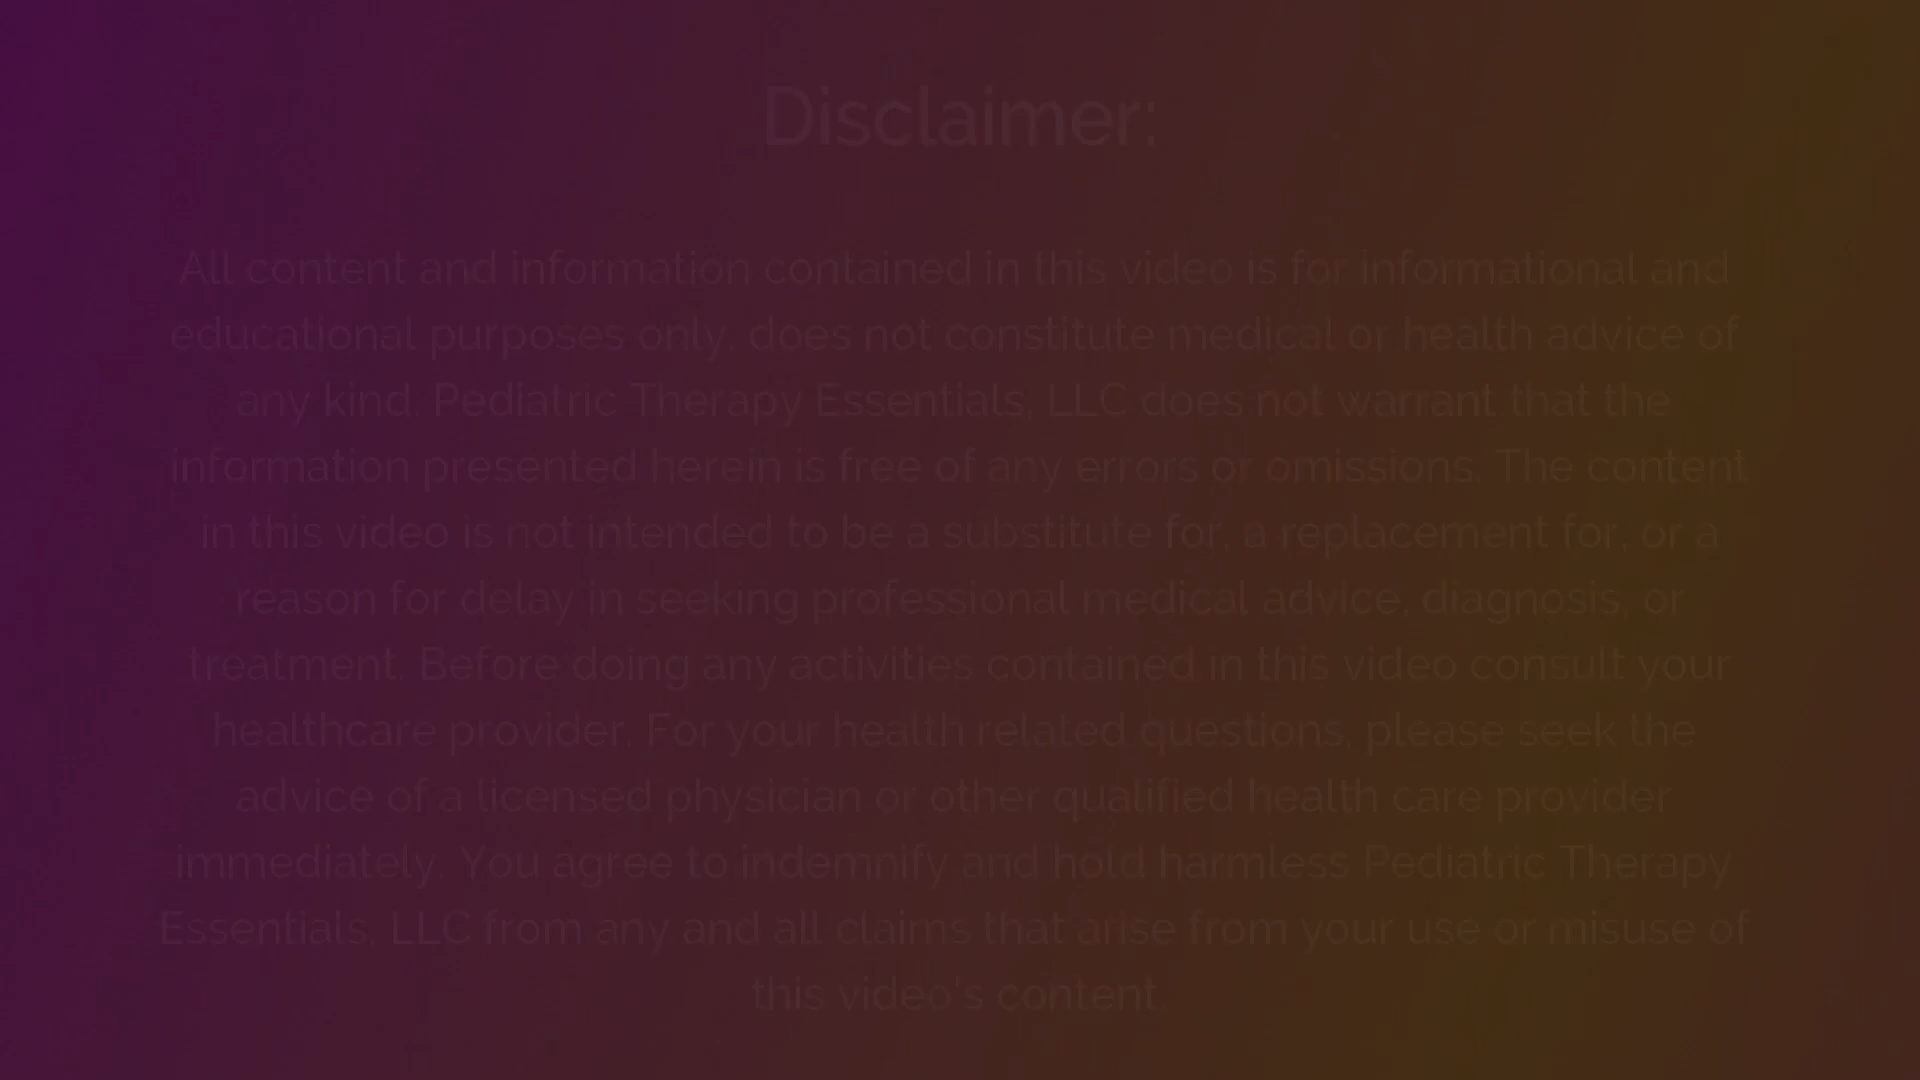 Disclaimer:
All content and information contained in this video is for informational and
educational purposes only, does not constitute medical or health advice of
any kind. Pediatric Therapy Essentials, LLC does not warrant that the
information presented herein is free of any errors or omissions. The content
in this video is not intended to be a substitute for, a replacement for, or a
reason for delay in seeking professional medical advice, diagnosis, or
treatment. Before doing any activities contained in this video consult your
healthcare provider. For your health related questions, please seek the
advice of a licensed physician or other qualified health care provider
immediately. You agree to indemnify and hold harmless Pediatric Therapy
Essentials, LLC from any and all claims that arise from your use or misuse of
this video's content.